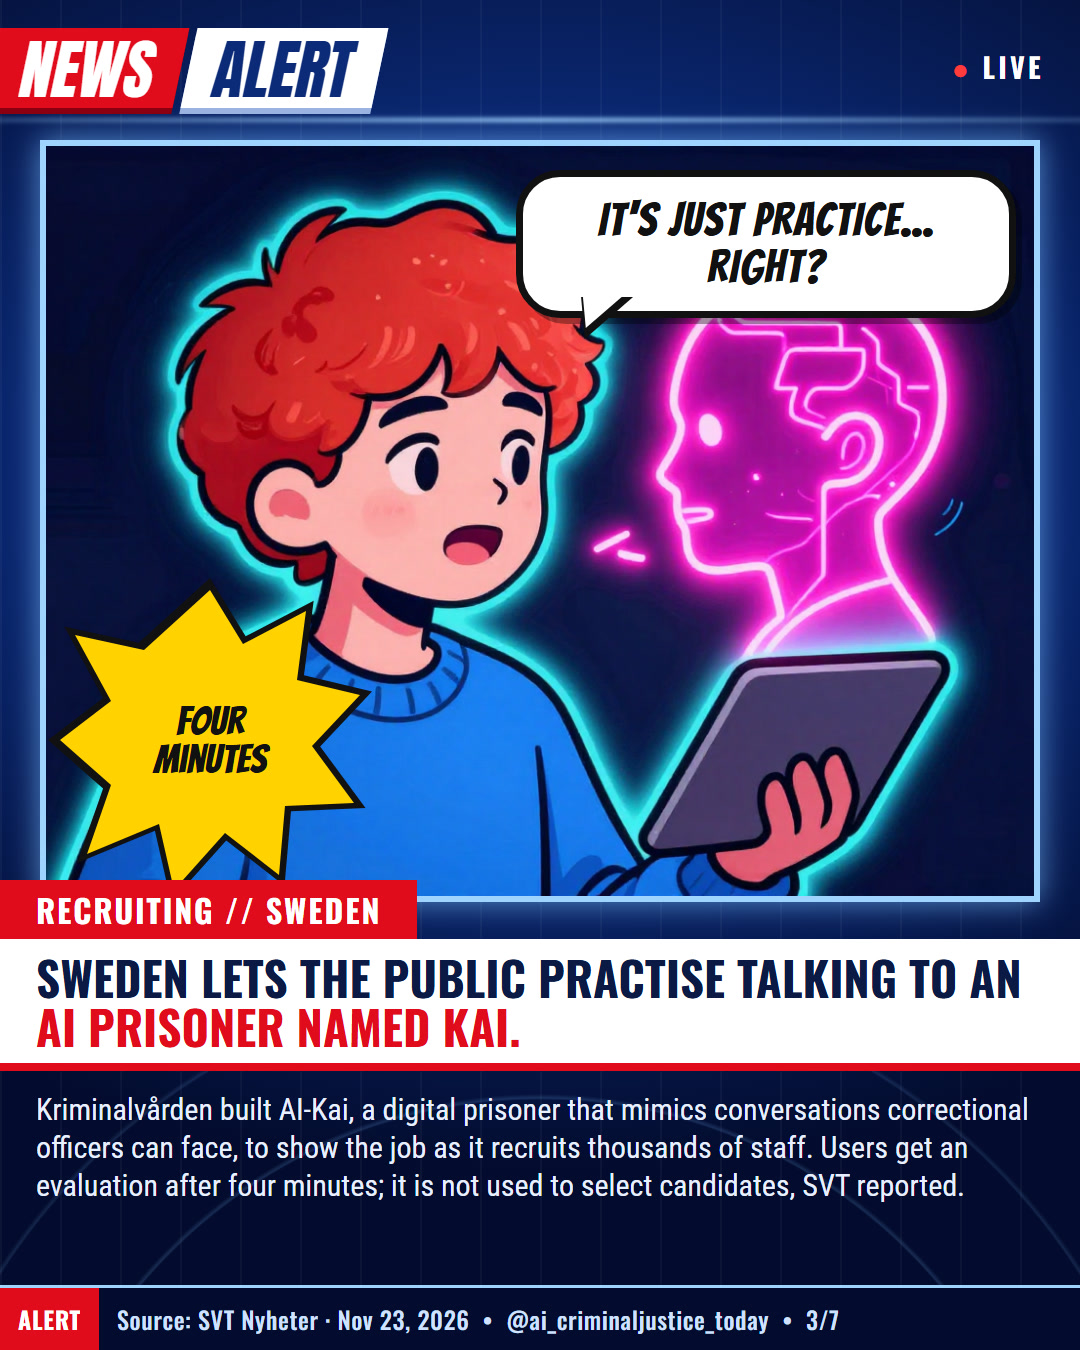 NEWS ALERT
LIVE
IT'S JUST PRACTICE...
RIGHT?
FOUR
MINUTES
RECRUITING // SWEDEN
SWEDEN LETS THE PUBLIC PRACTISE TALKING TO AN
AI PRISONER NAMED KAI.
Kriminalvården built AI-Kai, a digital prisoner that mimics conversations correctional
officers can face, to show the job as it recruits thousands of staff. Users get an
evaluation after four minutes; it is not used to select candidates, SVT reported.
ALERT Source: SVT Nyheter · Nov 23, 2026 • @ai_criminaljustice_today • 3/7